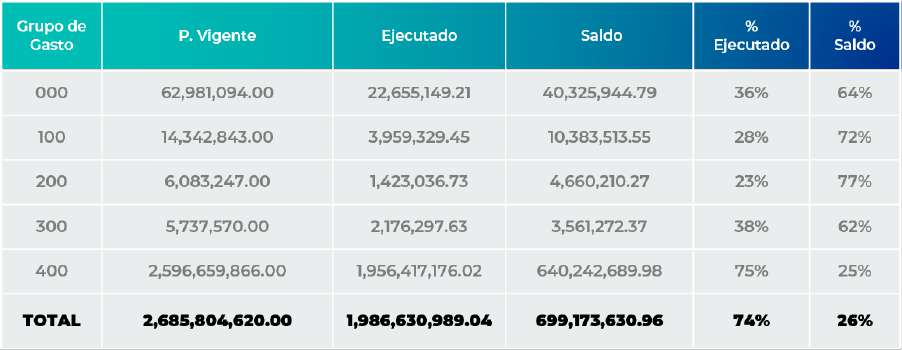 Grupo de Gasto P. Vigente Ejecutado Saldo % Ejecutado % Saldo
000 62,981,094.00 22,655,149.21 40,325,944.79 36% 64%
100 14,342,843.00 3,959,329.45 10,383,513.55 28% 72%
200 6,083,247.00 1,423,036.73 4,660,210.27 23% 77%
300 5,737,570.00 2,176,297.63 3,561,272.37 38% 62%
400 2,596,659,866.00 1,956,417,176.02 640,242,689.98 75% 25%
TOTAL 2,685,804,620.00 1,986,630,989.04 699,173,630.96 74% 26%